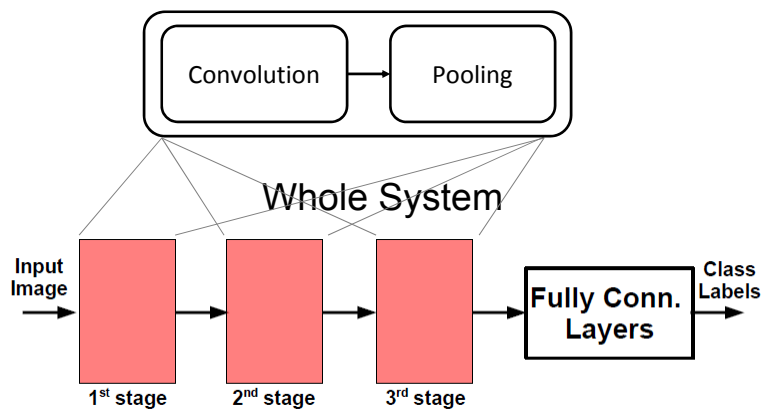 Convolution
Pooling
Whole System
Input
Image
Fully Conn.
Layers
Class
Labels
1st stage
2nd stage
3rd stage